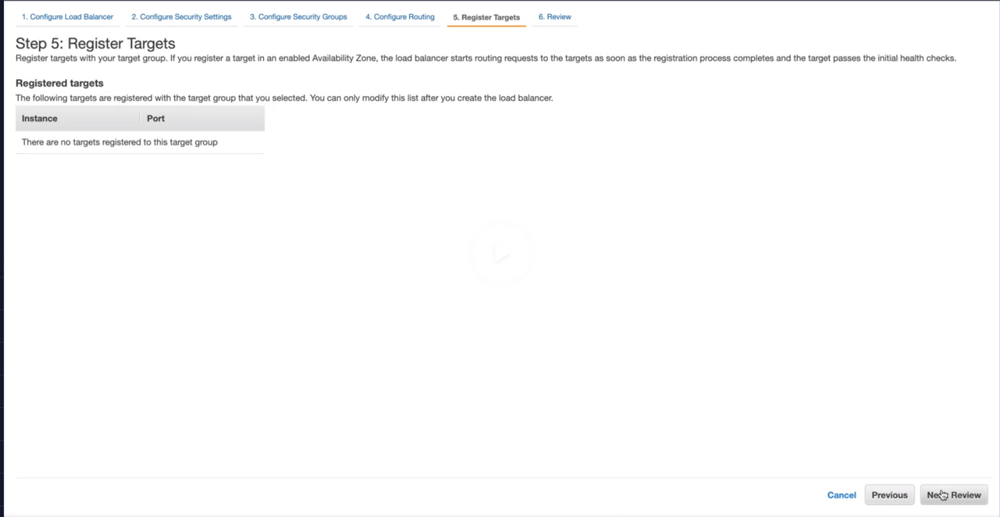 1. Configure Load Balancer 2. Configure Security Settings 3. Configure Security Groups 4. Configure Routing 5. Register Targets 6. Review
Step 5: Register Targets
Register targets with your target group. If you register a target in an enabled Availability Zone, the load balancer starts routing requests to the targets as soon as the registration process completes and the target passes the initial health checks.
Registered targets
The following targets are registered with the target group that you selected. You can only modify this list after you create the load balancer.
Instance Port
There are no targets registered to this target group
Cancel Previous Review